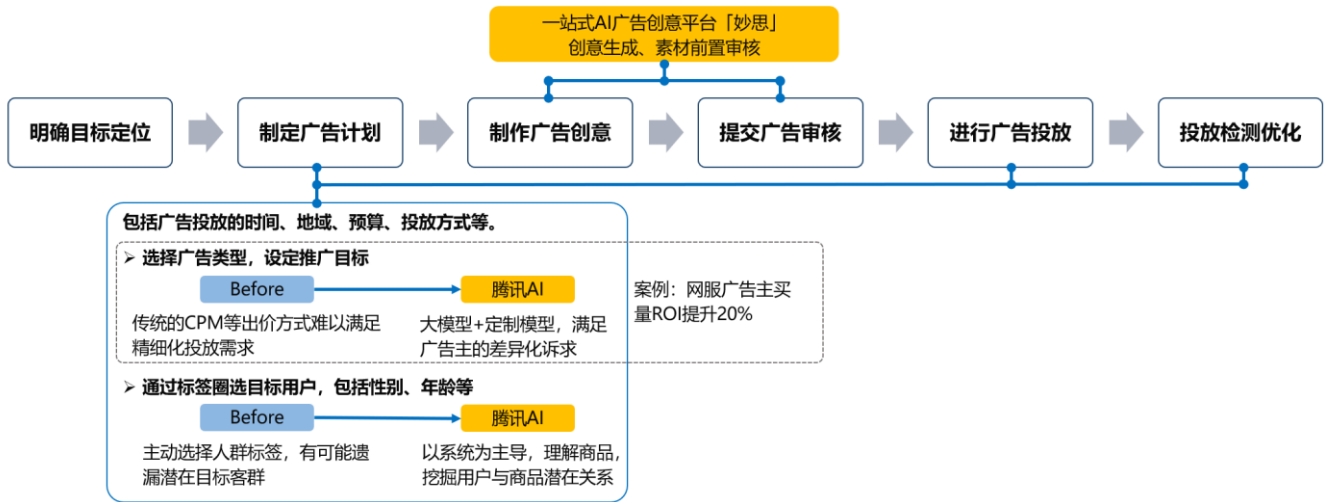 一站式AI广告创意平台「妙思」
创意生成、素材前置审核
明确目标定位
制定广告计划
制作广告创意
提交广告审核
进行广告投放
投放检测优化
包括广告投放的时间、地域、预算、投放方式等。
➢ 选择广告类型，设定推广目标
Before
腾讯AI
传统的CPM等出价方式难以满足
精细化投放需求
大模型+定制模型，满足
广告主的差异化诉求
案例：网服广告主买
量ROI提升20%
➢ 通过标签圈选目标用户，包括性别、年龄等
Before
腾讯AI
主动选择人群标签，有可能遗
漏潜在目标客群
以系统为主导，理解商品，
挖掘用户与商品潜在关系